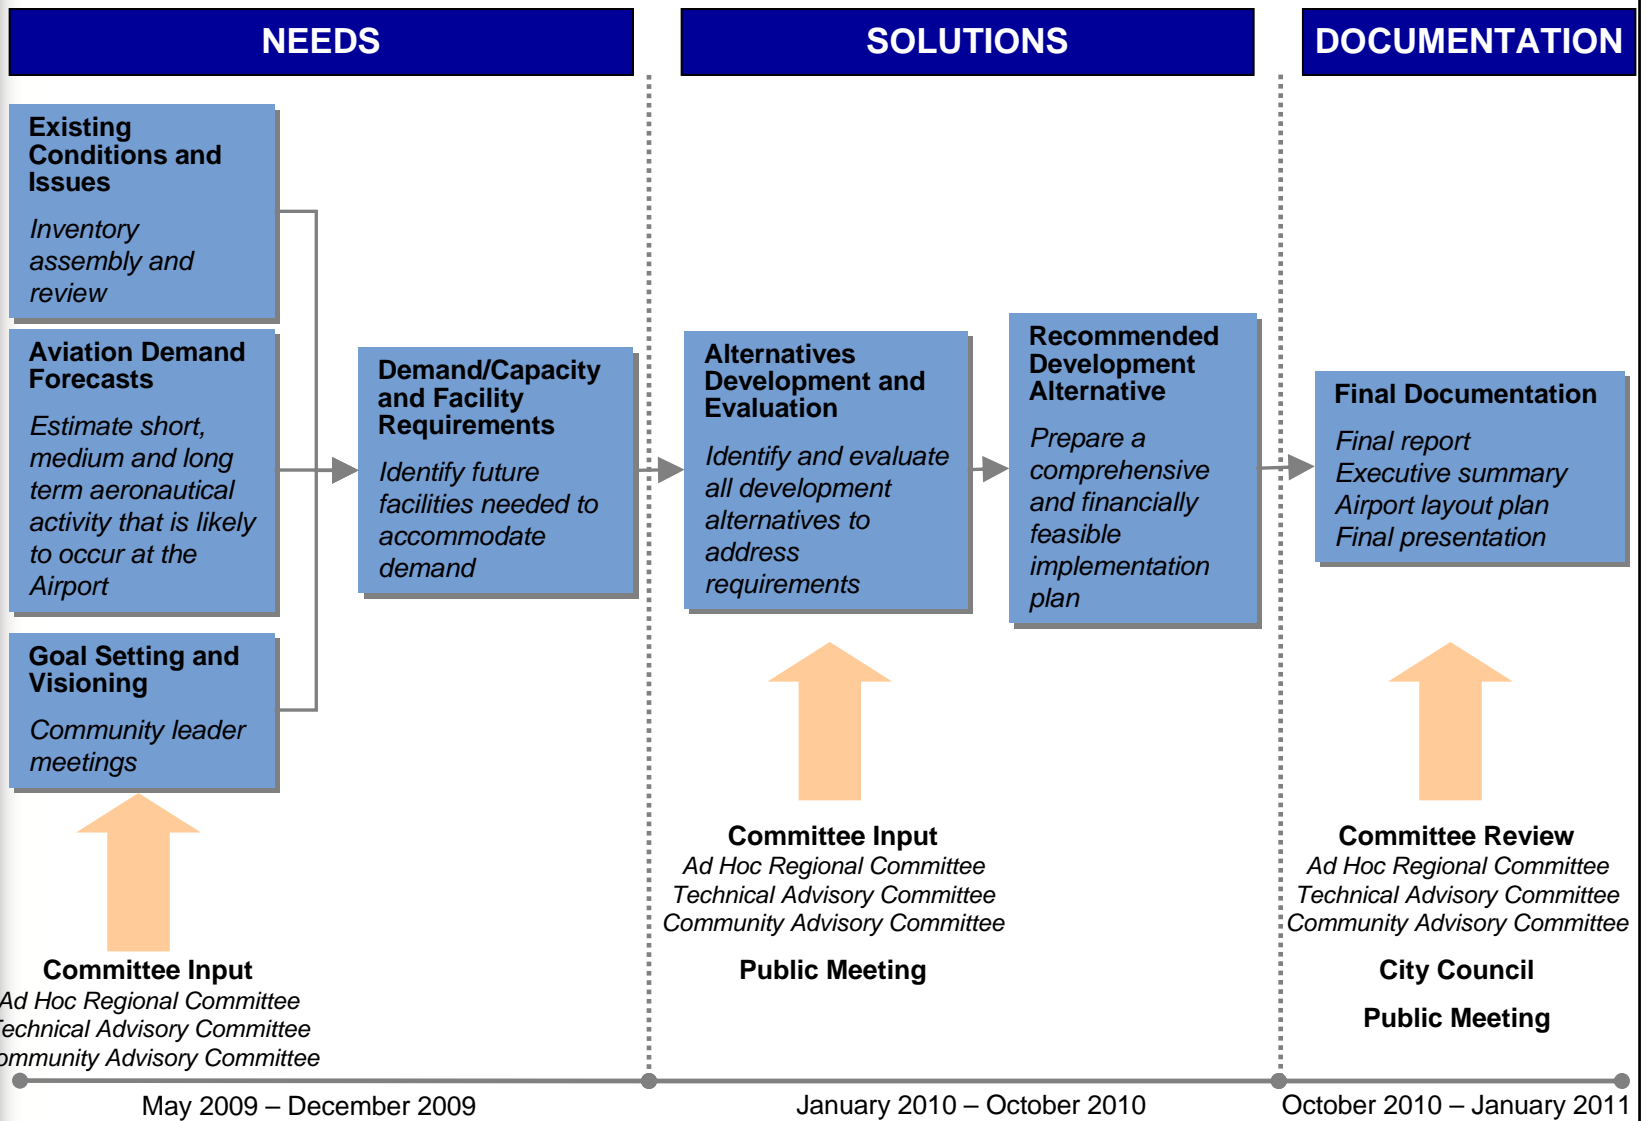 NEEDS
SOLUTIONS
DOCUMENTATION
Existing
Conditions and
Issues
Inventory
assembly and
review
Aviation Demand
Forecasts
Estimate short,
medium and long
term aeronautical
activity that is likely
to occur at the
Airport
Goal Setting and
Visioning
Community leader
meetings
Committee Input
Ad Hoc Regional Committee
Technical Advisory Committee
ommunity Advisory Committee
Demand/Capacity
and Facility
Requirements
Identify future
facilities needed to
accommodate
demand
Alternatives
Development and
Evaluation
Identify and evaluate
all development
alternatives to
address
requirements
Committee Input
Ad Hoc Regional Committee
Technical Advisory Committee
Community Advisory Committee
Public Meeting
Recommended
Development
Alternative
Prepare a
comprehensive
and financially
feasible
implementation
plan
Final Documentation
Final report
Executive summary
Airport layout plan
Final presentation
Committee Review
Ad Hoc Regional Committee
Technical Advisory Committee
Community Advisory Committee
City Council
Public Meeting
May 2009 – December 2009
January 2010 – October 2010
October 2010 – January 2011